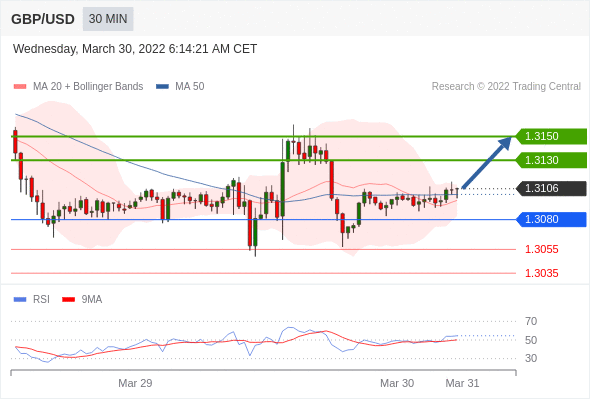 GBP/USD 30 MIN
Wednesday, March 30, 2022 6:14:21 AM CET
MA 20 + Bollinger Bands MA 50 Research © 2022 Trading Central
1.3150
1.3130
1.3106
1.3080
1.3055
1.3035
RSI 9MA
70
50
30
Mar 29 Mar 30 Mar 31